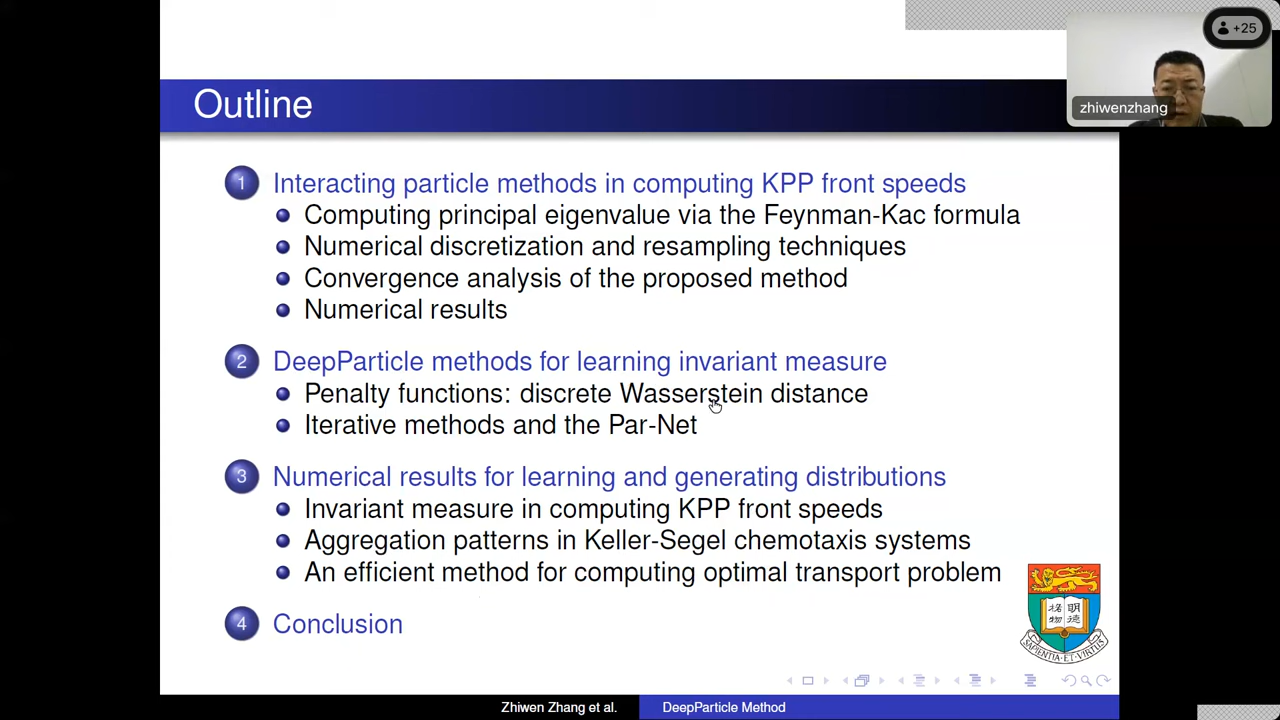 +25
zhiwenzhang
Outline
1 Interacting particle methods in computing KPP front speeds
Computing principal eigenvalue via the Feynman-Kac formula
Numerical discretization and resampling techniques
Convergence analysis of the proposed method
Numerical results
2 DeepParticle methods for learning invariant measure
Penalty functions: discrete Wasserstein distance
Iterative methods and the Par-Net
3 Numerical results for learning and generating distributions
Invariant measure in computing KPP front speeds
Aggregation patterns in Keller-Segel chemotaxis systems
An efficient method for computing optimal transport problem
4 Conclusion
明德
格物
SAPIENTIA·ET·VIRTUS
Zhiwen Zhang et al. DeepParticle Method